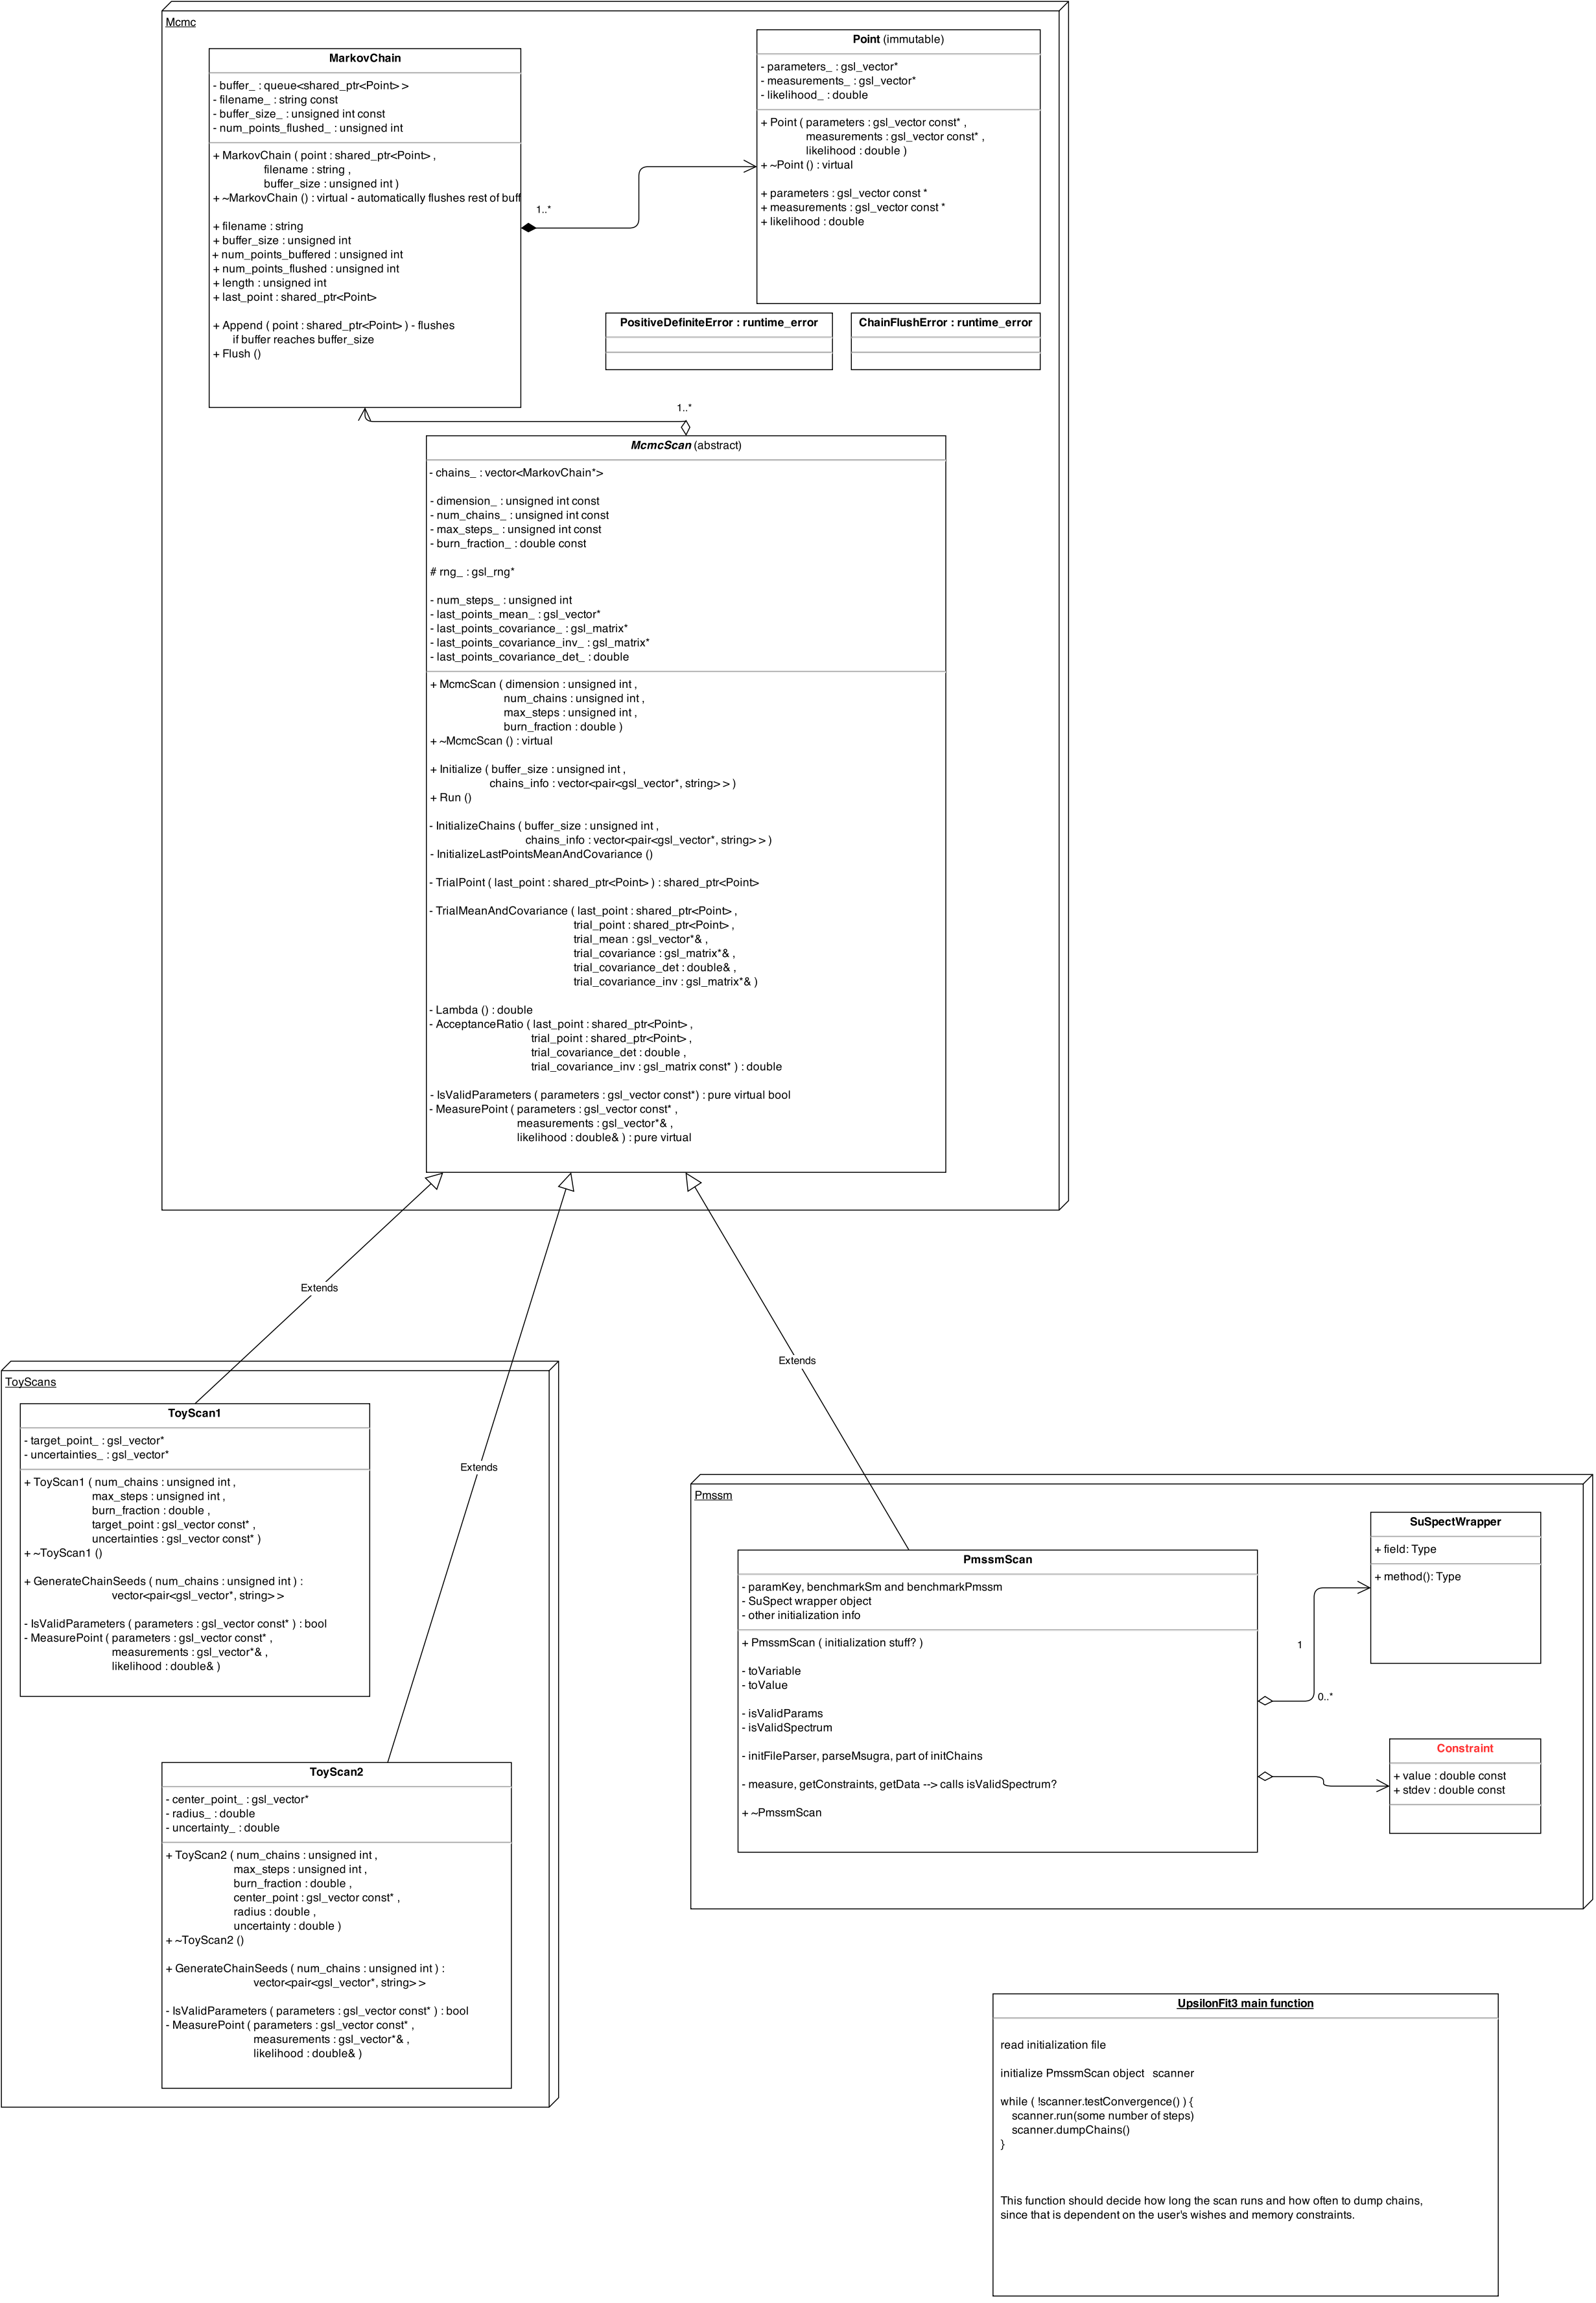 Mcmc
MarkovChain
- buffer_ : queue<shared_ptr<Point> >
- filename_ : string const
- buffer_size_ : unsigned int const
- num_points_flushed_ : unsigned int
+ MarkovChain ( point : shared_ptr<Point> ,
filename : string ,
buffer_size : unsigned int )
+ ~MarkovChain () : virtual - automatically flushes rest of buff
+ filename : string
+ buffer_size : unsigned int
+ num_points_buffered : unsigned int
+ num_points_flushed : unsigned int
+ length : unsigned int
+ last_point : shared_ptr<Point>
+ Append ( point : shared_ptr<Point> ) - flushes
if buffer reaches buffer_size
+ Flush ()
1..*
Point (immutable)
- parameters_ : gsl_vector*
- measurements_ : gsl_vector*
- likelihood_ : double
+ Point ( parameters : gsl_vector const* ,
measurements : gsl_vector const* ,
likelihood : double )
+ ~Point () : virtual
+ parameters : gsl_vector const *
+ measurements : gsl_vector const *
+ likelihood : double
PositiveDefiniteError : runtime_error
ChainFlushError : runtime_error
1..*
McmcScan (abstract)
- chains_ : vector<MarkovChain*>
- dimension_ : unsigned int const
- num_chains_ : unsigned int const
- max_steps_ : unsigned int const
- burn_fraction_ : double const
# rng_ : gsl_rng*
- num_steps_ : unsigned int
- last_points_mean_ : gsl_vector*
- last_points_covariance_ : gsl_matrix*
- last_points_covariance_inv_ : gsl_matrix*
- last_points_covariance_det_ : double
+ McmcScan ( dimension : unsigned int ,
num_chains : unsigned int ,
max_steps : unsigned int ,
burn_fraction : double )
+ ~McmcScan () : virtual
+ Initialize ( buffer_size : unsigned int ,
chains_info : vector<pair<gsl_vector*, string> > )
+ Run ()
- InitializeChains ( buffer_size : unsigned int ,
chains_info : vector<pair<gsl_vector*, string> > )
- InitializeLastPointsMeanAndCovariance ()
- TrialPoint ( last_point : shared_ptr<Point> ) : shared_ptr<Point>
- TrialMeanAndCovariance ( last_point : shared_ptr<Point> ,
trial_point : shared_ptr<Point> ,
trial_mean : gsl_vector*& ,
trial_covariance : gsl_matrix*& ,
trial_covariance_det : double& ,
trial_covariance_inv : gsl_matrix*& )
- Lambda () : double
- AcceptanceRatio ( last_point : shared_ptr<Point> ,
trial_point : shared_ptr<Point> ,
trial_covariance_det : double ,
trial_covariance_inv : gsl_matrix const* ) : double
- IsValidParameters ( parameters : gsl_vector const*) : pure virtual bool
- MeasurePoint ( parameters : gsl_vector const* ,
measurements : gsl_vector*& ,
likelihood : double& ) : pure virtual
Extends
Extends
Extends
ToyScans
ToyScan1
- target_point_ : gsl_vector*
- uncertainties_ : gsl_vector*
+ ToyScan1 ( num_chains : unsigned int ,
max_steps : unsigned int ,
burn_fraction : double ,
target_point : gsl_vector const* ,
uncertainties : gsl_vector const* )
+ ~ToyScan1 ()
+ GenerateChainSeeds ( num_chains : unsigned int ) :
vector<pair<gsl_vector*, string> >
- IsValidParameters ( parameters : gsl_vector const* ) : bool
- MeasurePoint ( parameters : gsl_vector const* ,
measurements : gsl_vector*& ,
likelihood : double& )
ToyScan2
- center_point_ : gsl_vector*
- radius_ : double
- uncertainty_ : double
+ ToyScan2 ( num_chains : unsigned int ,
max_steps : unsigned int ,
burn_fraction : double ,
center_point : gsl_vector const* ,
radius : double ,
uncertainty : double )
+ ~ToyScan2 ()
+ GenerateChainSeeds ( num_chains : unsigned int ) :
vector<pair<gsl_vector*, string> >
- IsValidParameters ( parameters : gsl_vector const* ) : bool
- MeasurePoint ( parameters : gsl_vector const* ,
measurements : gsl_vector*& ,
likelihood : double& )
Pmssm
PmssmScan
- paramKey, benchmarkSm and benchmarkPmssm
- SuSpect wrapper object
- other initialization info
+ PmssmScan ( initialization stuff? )
- toVariable
- toValue
- isValidParams
- isValidSpectrum
- initFileParser, parseMsugra, part of initChains
- measure, getConstraints, getData --> calls isValidSpectrum?
+ ~PmssmScan
1
0..*
SuSpectWrapper
+ field: Type
+ method(): Type
Constraint
+ value : double const
+ stdev : double const
UpsilonFit3 main function
read initialization file
initialize PmssmScan object scanner
while ( !scanner.testConvergence() ) {
scanner.run(some number of steps)
scanner.dumpChains()
}
This function should decide how long the scan runs and how often to dump chains,
since that is dependent on the user's wishes and memory constraints.